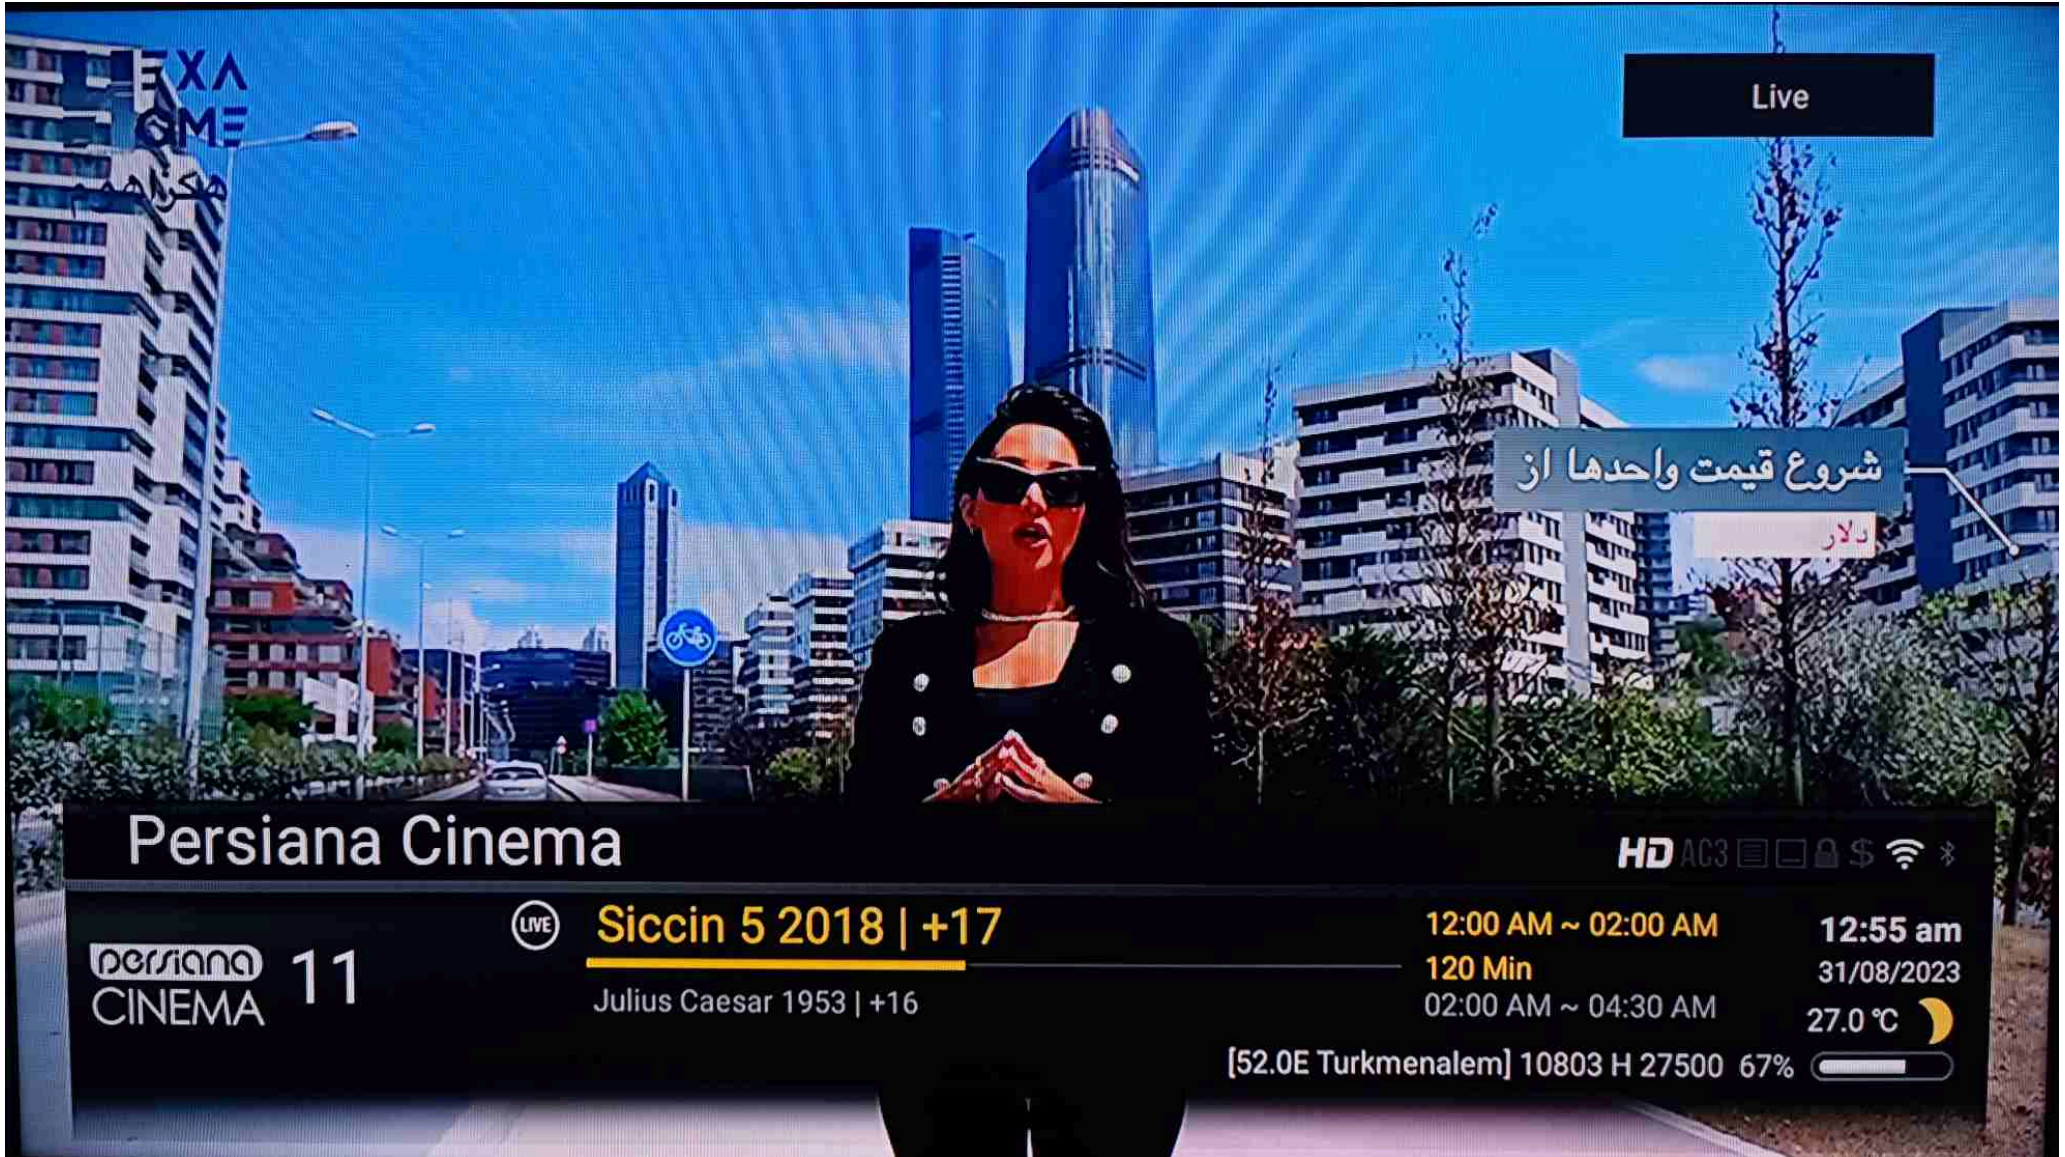 EXA
OME
هگزاهوم
Live
شروع قیمت واحدها از
دلار
Persiana Cinema
HD AC3 $
LIVE
Siccin 5 2018 | +17
12:00 AM ~ 02:00 AM
12:55 am
120 Min
31/08/2023
persiana
CINEMA
11
Julius Caesar 1953 | +16
02:00 AM ~ 04:30 AM
27.0 °C
[52.0E Turkmenalem] 10803 H 27500 67%